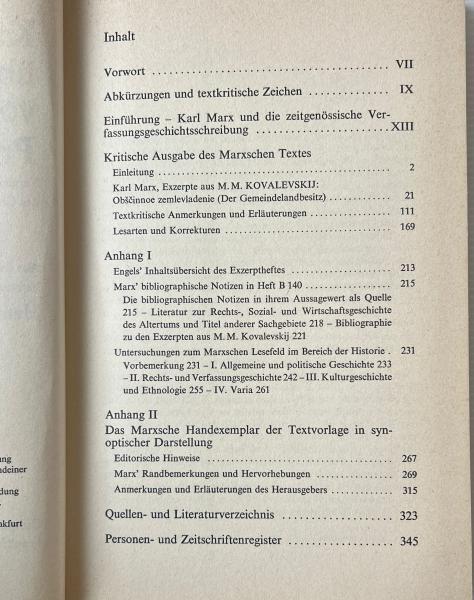 Inhalt
Vorwort ........ VII
Abkürzungen und textkritische Zeichen ........ IX
Einführung – Karl Marx und die zeitgenössische Ver-
fassungsgeschichtsschreibung ........ XIII
Kritische Ausgabe des Marxschen Textes
Einleitung ........ 2
Karl Marx, Exzerpte aus M. M. KOVALEVSKIJ:
Obščinnoe zemlevladenie (Der Gemeindelandbesitz) ........ 21
Textkritische Anmerkungen und Erläuterungen ........ 111
Lesarten und Korrekturen ........ 169
Anhang I
Engels' Inhaltsübersicht des Exzerptheftes ........ 213
Marx' bibliographische Notizen in Heft B 140 ........ 215
Die bibliographischen Notizen in ihrem Aussagewert als Quelle
215 – Literatur zur Rechts-, Sozial- und Wirtschaftsgeschichte
des Altertums und Titel anderer Sachgebiete 218 – Bibliographie
zu den Exzerpten aus M. M. Kovalevskij 221
Untersuchungen zum Marxschen Lesefeld im Bereich der Historie . 231
Vorbemerkung 231 – I. Allgemeine und politische Geschichte 233
– II. Rechts- und Verfassungsgeschichte 242 – III. Kulturgeschichte
und Ethnologie 255 – IV. Varia 261
Anhang II
Das Marxsche Handexemplar der Textvorlage in syn-
optischer Darstellung
Editorische Hinweise ........ 267
Marx' Randbemerkungen und Hervorhebungen ........ 269
Anmerkungen und Erläuterungen des Herausgebers ........ 315
Quellen- und Literaturverzeichnis ........ 323
Personen- und Zeitschriftenregister ........ 345
ndeiner
dung
nkfurt